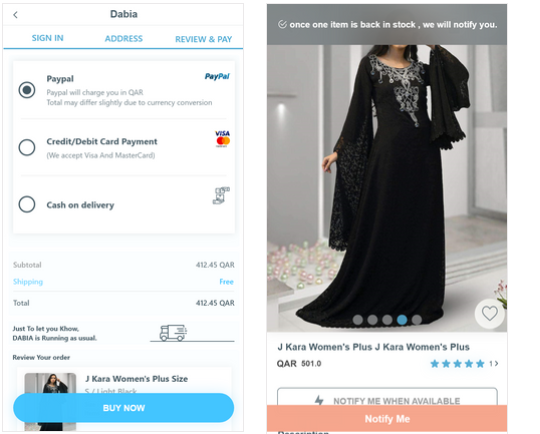 Dabia
SIGN IN
ADDRESS
REVIEW & PAY
Paypal
PayPal
Paypal will charge you in QAR
Total may differ slightly due to currency conversion
Credit/Debit Card Payment
VISA
(We accept Visa And MasterCard)
Cash on delivery
Subtotal
412.45 QAR
Shipping
Free
Total
412.45 QAR
Just To let you Khow,
DABIA is Running as usual.
Review Your order
J Kara Women's Plus Size
S / Light Black
BUY NOW
once one item is back in stock , we will notify you.
J Kara Women's Plus J Kara Women's Plus
QAR 501.0
1
NOTIFY ME WHEN AVAILABLE
Notify Me
Description